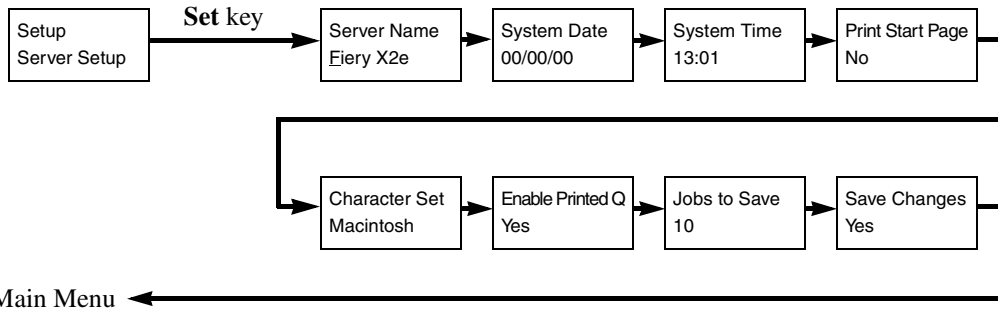 Set key
Setup
Server Setup
Server Name
Fiery X2e
System Date
00/00/00
System Time
13:01
Print Start Page
No
Character Set
Macintosh
Enable Printed Q
Yes
Jobs to Save
10
Save Changes
Yes
Main Menu